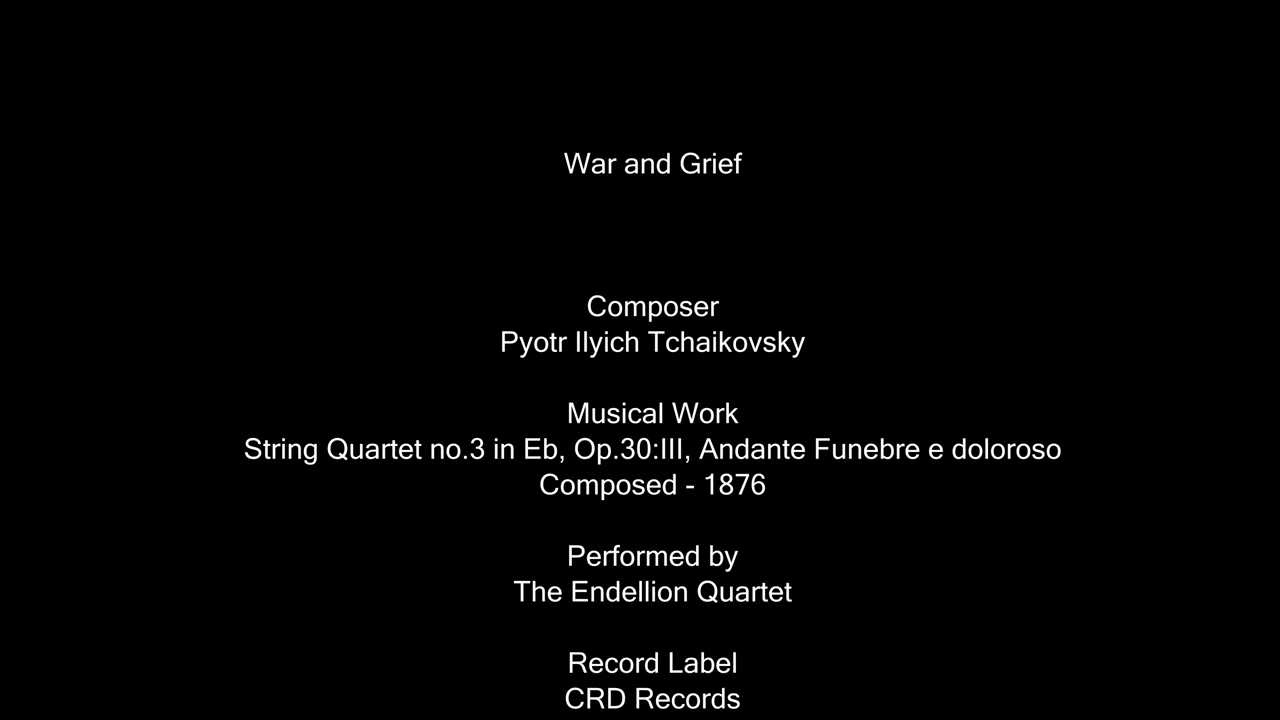 War and Grief
Composer
Pyotr Ilyich Tchaikovsky
Musical Work
String Quartet no.3 in Eb, Op.30:III, Andante Funebre e doloroso
Composed - 1876
Performed by
The Endellion Quartet
Record Label
CRD Records